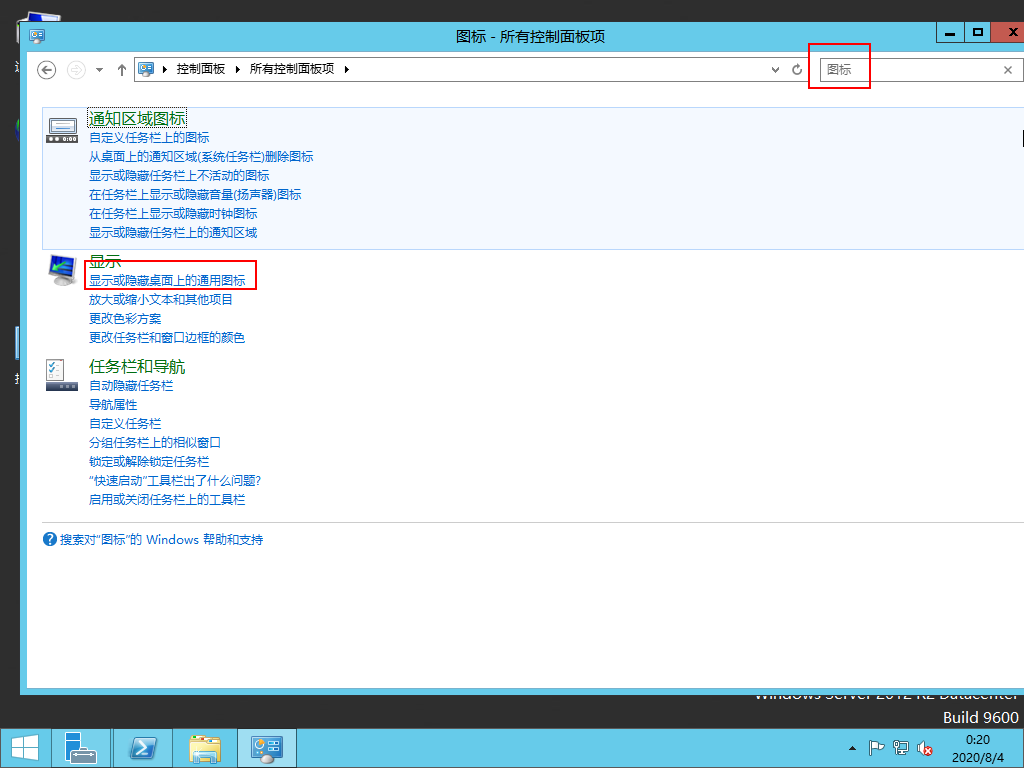 图标 - 所有控制面板项
控制面板 所有控制面板项
图标
通知区域图标
自定义任务栏上的图标
从桌面上的通知区域(系统任务栏)删除图标
显示或隐藏任务栏上不活动的图标
在任务栏上显示或隐藏音量(扬声器)图标
在任务栏上显示或隐藏时钟图标
显示或隐藏任务栏上的通知区域
显示
显示或隐藏桌面上的通用图标
放大或缩小文本和其他项目
更改色彩方案
更改任务栏和窗口边框的颜色
任务栏和导航
自动隐藏任务栏
导航属性
自定义任务栏
分组任务栏上的相似窗口
锁定或解除锁定任务栏
“快速启动”工具栏出了什么问题?
启用或关闭任务栏上的工具栏
搜索对“图标”的 Windows 帮助和支持
Windows Server 2012 R2 Datacenter
Build 9600
0:20
2020/8/4